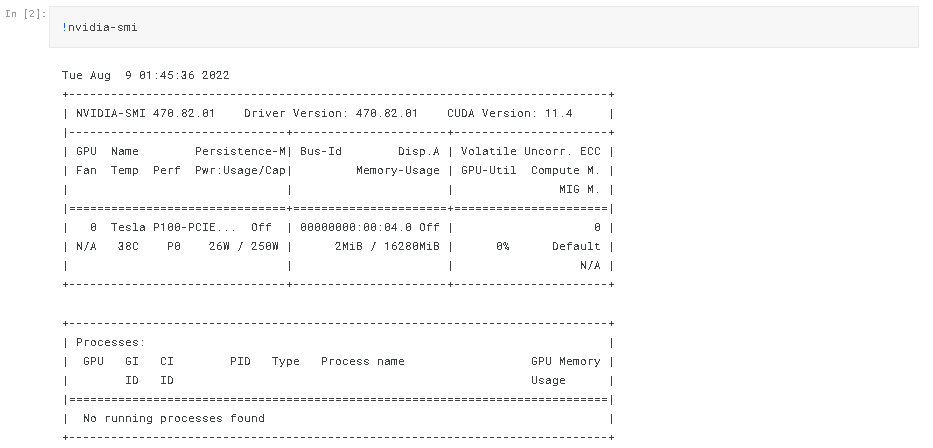 In [2]:
!nvidia-smi
Tue Aug  9 01:45:36 2022
+-----------------------------------------------------------------------------+
| NVIDIA-SMI 470.82.01    Driver Version: 470.82.01    CUDA Version: 11.4     |
|-------------------------------+----------------------+----------------------+
| GPU  Name        Persistence-M| Bus-Id        Disp.A | Volatile Uncorr. ECC |
| Fan  Temp  Perf  Pwr:Usage/Cap|         Memory-Usage | GPU-Util  Compute M. |
|                               |                      |               MIG M. |
|===============================+======================+======================|
|   0  Tesla P100-PCIE...  Off  | 00000000:00:04.0 Off |                    0 |
| N/A   38C    P0    26W / 250W |      2MiB / 16280MiB |      0%      Default |
|                               |                      |                  N/A |
+-------------------------------+----------------------+----------------------+
+-----------------------------------------------------------------------------+
| Processes:                                                                  |
|  GPU   GI   CI        PID   Type   Process name                  GPU Memory |
|        ID   ID                                                   Usage      |
|=============================================================================|
|  No running processes found                                                 |
+-----------------------------------------------------------------------------+